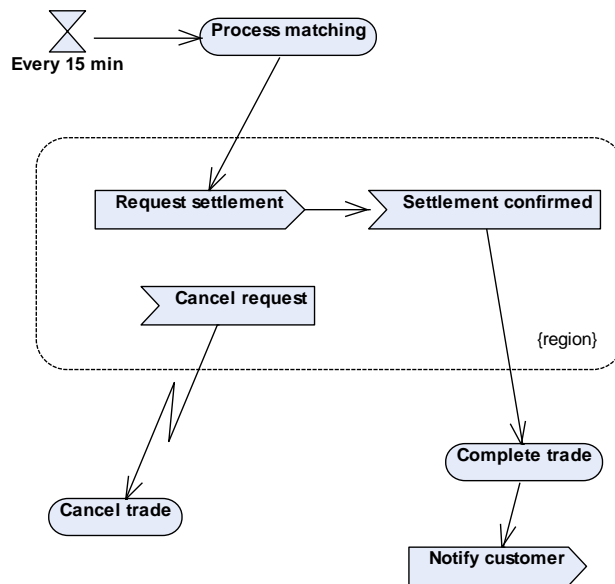 Process matching
Every 15 min
Request settlement
Settlement confirmed
Cancel request
{region}
Complete trade
Cancel trade
Notify customer